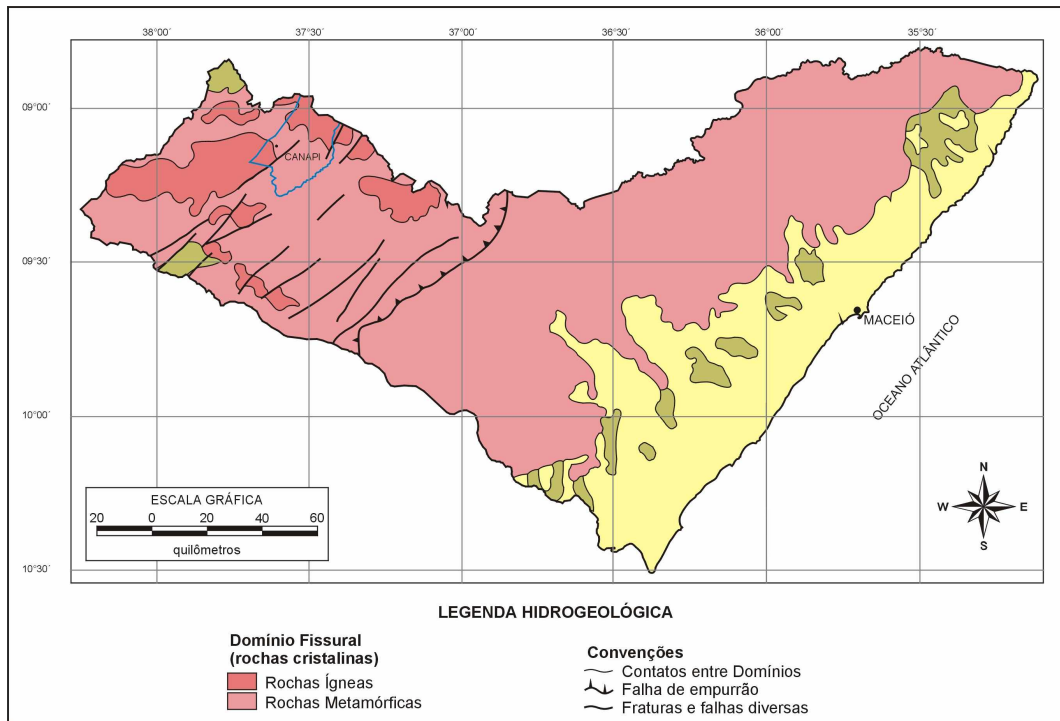 38°00´ 37°30´ 37°00´ 36°30´ 36°00´ 35°30´
09°00´
CANAPI
09°30´
MACEIÓ
OCEANO ATLÂNTICO
10°00´
ESCALA GRÁFICA
20 0 20 40 60
quilômetros
N
W E
S
10°30´
LEGENDA HIDROGEOLÓGICA
Domínio Fissural
(rochas cristalinas)
Rochas Ígneas
Rochas Metamórficas
Convenções
Contatos entre Domínios
Falha de empurrão
Fraturas e falhas diversas